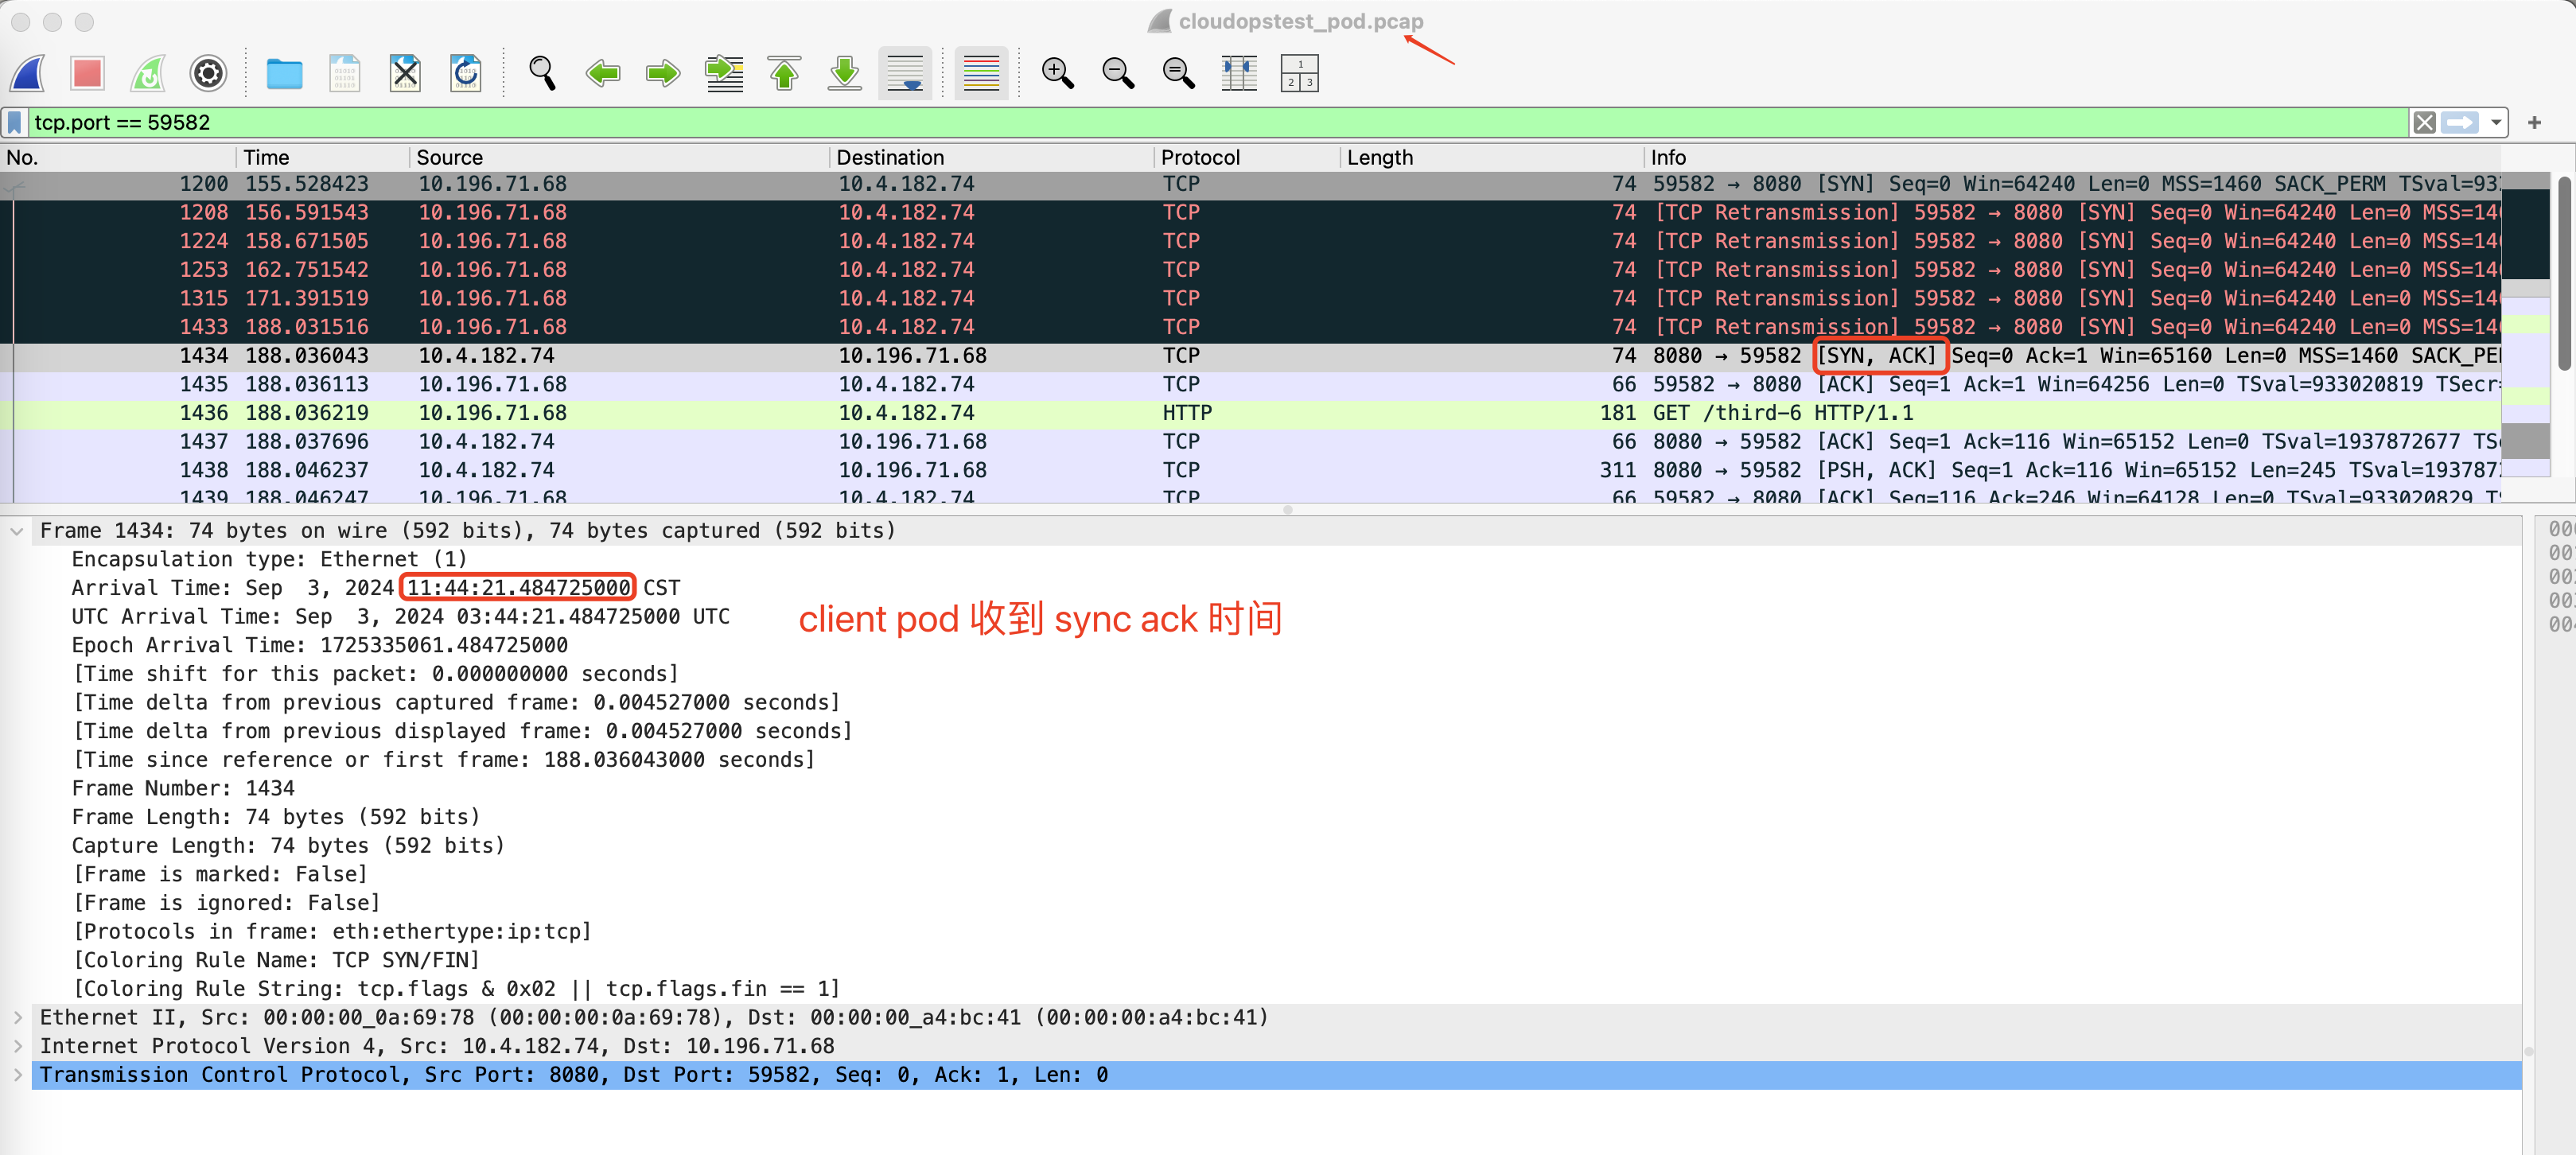 cloudopstest_pod.pcap
tcp.port == 59582
No. Time Source Destination Protocol Length Info
1200 155.528423 10.196.71.68 10.4.182.74 TCP 74 59582 → 8080 [SYN] Seq=0 Win=64240 Len=0 MSS=1460 SACK_PERM TSval=93
1208 156.591543 10.196.71.68 10.4.182.74 TCP 74 [TCP Retransmission] 59582 → 8080 [SYN] Seq=0 Win=64240 Len=0 MSS=14
1224 158.671505 10.196.71.68 10.4.182.74 TCP 74 [TCP Retransmission] 59582 → 8080 [SYN] Seq=0 Win=64240 Len=0 MSS=14
1253 162.751542 10.196.71.68 10.4.182.74 TCP 74 [TCP Retransmission] 59582 → 8080 [SYN] Seq=0 Win=64240 Len=0 MSS=14
1315 171.391519 10.196.71.68 10.4.182.74 TCP 74 [TCP Retransmission] 59582 → 8080 [SYN] Seq=0 Win=64240 Len=0 MSS=14
1433 188.031516 10.196.71.68 10.4.182.74 TCP 74 [TCP Retransmission] 59582 → 8080 [SYN] Seq=0 Win=64240 Len=0 MSS=14
1434 188.036043 10.4.182.74 10.196.71.68 TCP 74 8080 → 59582 [SYN, ACK] Seq=0 Ack=1 Win=65160 Len=0 MSS=1460 SACK_PE
1435 188.036113 10.196.71.68 10.4.182.74 TCP 66 59582 → 8080 [ACK] Seq=1 Ack=1 Win=64256 Len=0 TSval=933020819 TSecr=
1436 188.036219 10.196.71.68 10.4.182.74 HTTP 181 GET /third-6 HTTP/1.1
1437 188.037696 10.4.182.74 10.196.71.68 TCP 66 8080 → 59582 [ACK] Seq=1 Ack=116 Win=65152 Len=0 TSval=1937872677 TS
1438 188.046237 10.4.182.74 10.196.71.68 TCP 311 8080 → 59582 [PSH, ACK] Seq=1 Ack=116 Win=65152 Len=245 TSval=193787
1439 188.046247 10.196.71.68 10.4.182.74 TCP 66 59582 → 8080 [ACK] Seq=116 Ack=246 Win=64128 Len=0 TSval=933020829 T
Frame 1434: 74 bytes on wire (592 bits), 74 bytes captured (592 bits)
Encapsulation type: Ethernet (1)
Arrival Time: Sep 3, 2024 11:44:21.484725000 CST
UTC Arrival Time: Sep 3, 2024 03:44:21.484725000 UTC
client pod 收到 sync ack 时间
Epoch Arrival Time: 1725335061.484725000
[Time shift for this packet: 0.000000000 seconds]
[Time delta from previous captured frame: 0.004527000 seconds]
[Time delta from previous displayed frame: 0.004527000 seconds]
[Time since reference or first frame: 188.036043000 seconds]
Frame Number: 1434
Frame Length: 74 bytes (592 bits)
Capture Length: 74 bytes (592 bits)
[Frame is marked: False]
[Frame is ignored: False]
[Protocols in frame: eth:ethertype:ip:tcp]
[Coloring Rule Name: TCP SYN/FIN]
[Coloring Rule String: tcp.flags & 0x02 || tcp.flags.fin == 1]
Ethernet II, Src: 00:00:00_0a:69:78 (00:00:00:0a:69:78), Dst: 00:00:00_a4:bc:41 (00:00:00:a4:bc:41)
Internet Protocol Version 4, Src: 10.4.182.74, Dst: 10.196.71.68
Transmission Control Protocol, Src Port: 8080, Dst Port: 59582, Seq: 0, Ack: 1, Len: 0